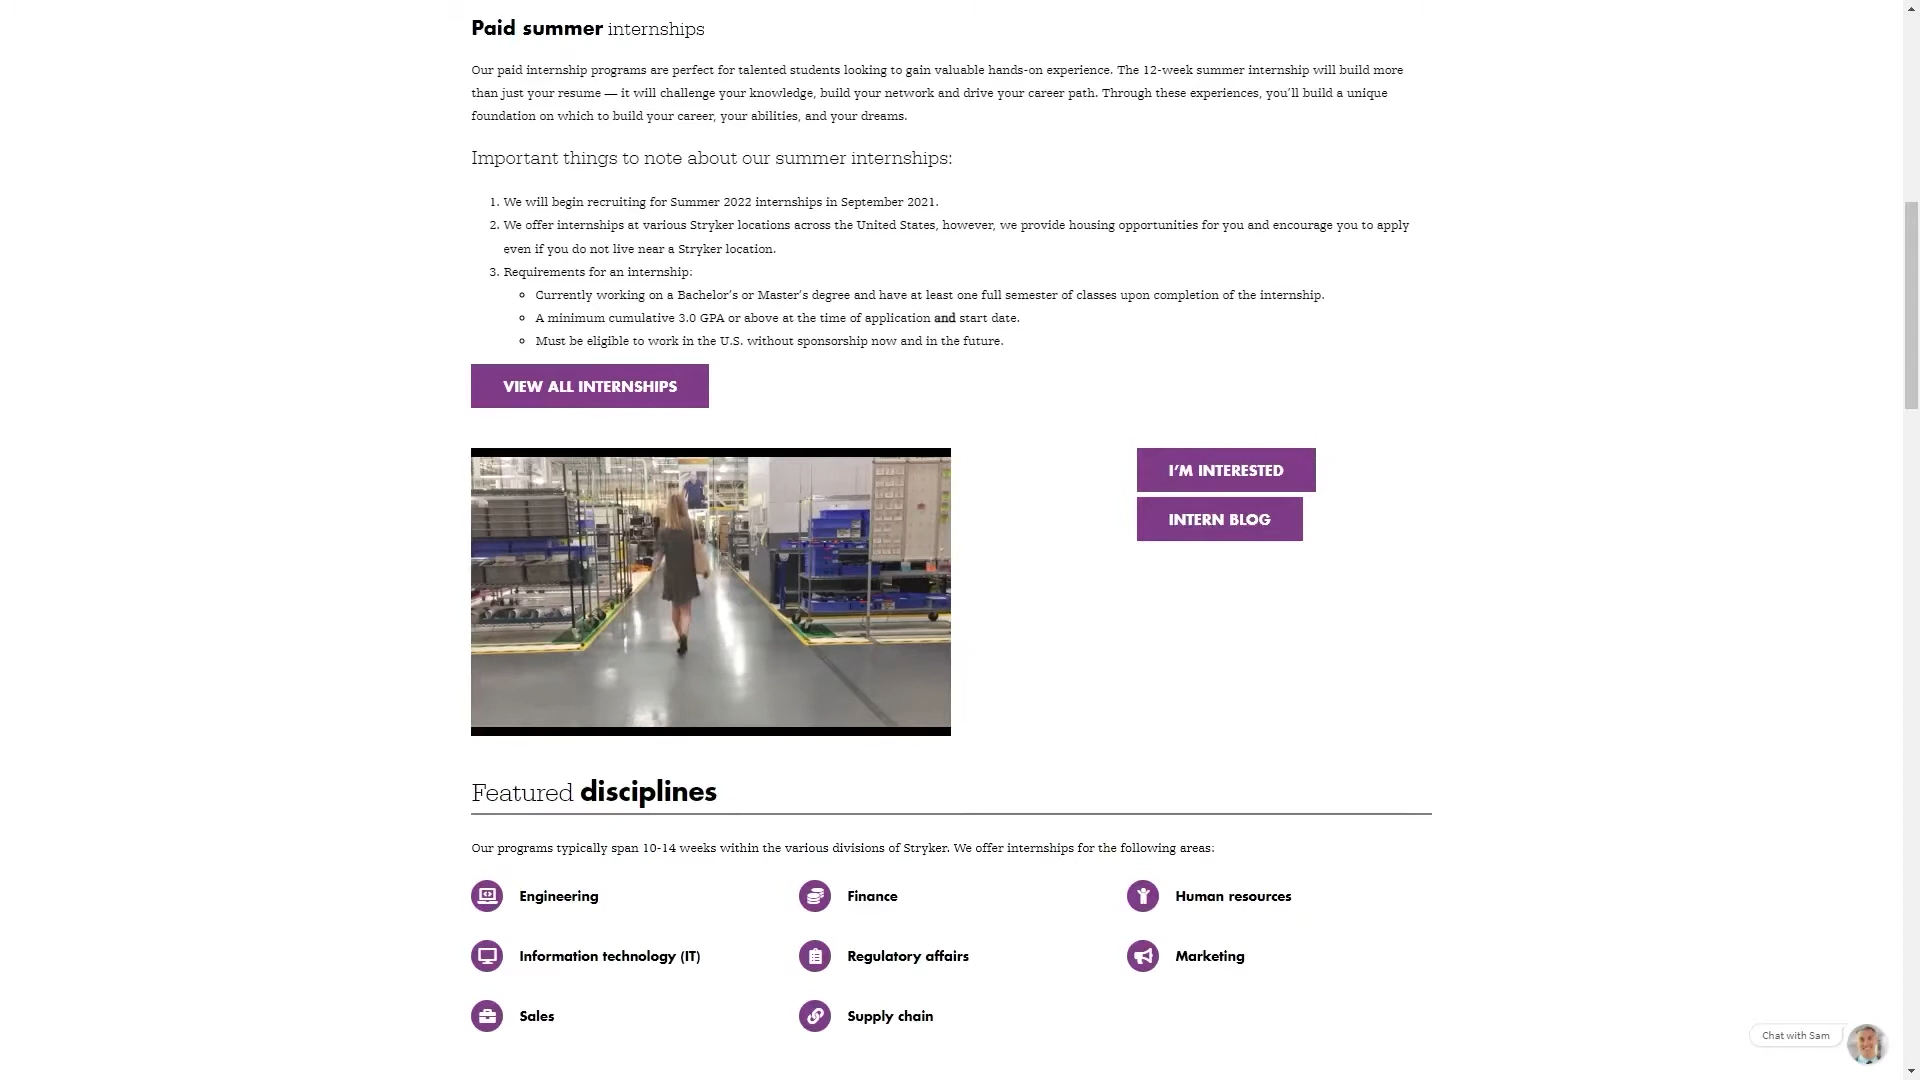 Paid summer internships
Our paid internship programs are perfect for talented students looking to gain valuable hands-on experience. The 12-week summer internship will build more
than just your resume — it will challenge your knowledge, build your network and drive your career path. Through these experiences, you’ll build a unique
foundation on which to build your career, your abilities, and your dreams.
Important things to note about our summer internships:
1. We will begin recruiting for Summer 2022 internships in September 2021.
2. We offer internships at various Stryker locations across the United States, however, we provide housing opportunities for you and encourage you to apply
even if you do not live near a Stryker location.
3. Requirements for an internship:
Currently working on a Bachelor’s or Master’s degree and have at least one full semester of classes upon completion of the internship.
A minimum cumulative 3.0 GPA or above at the time of application and start date.
Must be eligible to work in the U.S. without sponsorship now and in the future.
VIEW ALL INTERNSHIPS
I’M INTERESTED
INTERN BLOG
Featured disciplines
Our programs typically span 10-14 weeks within the various divisions of Stryker. We offer internships for the following areas:
Engineering
Finance
Human resources
Information technology (IT)
Regulatory affairs
Marketing
Sales
Supply chain
Chat with Sam